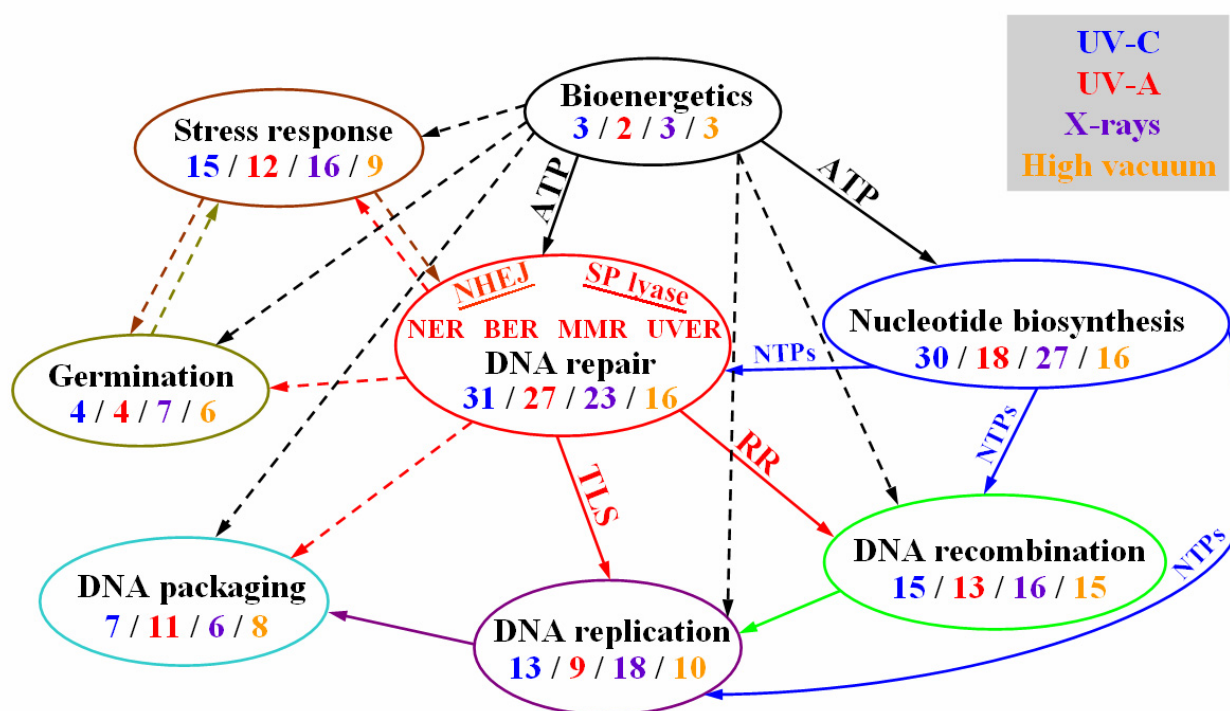 UV-C
UV-A
X-rays
High vacuum
Bioenergetics
3 / 2 / 3 / 3
Stress response
15 / 12 / 16 / 9
ATP
ATP
NHEJ
SP lyase
NER BER MMR UVER
DNA repair
31 / 27 / 23 / 16
Nucleotide biosynthesis
30 / 18 / 27 / 16
NTPs
Germination
4 / 4 / 7 / 6
NTPs
RR
TLS
DNA recombination
15 / 13 / 16 / 15
NTPs
DNA packaging
7 / 11 / 6 / 8
DNA replication
13 / 9 / 18 / 10